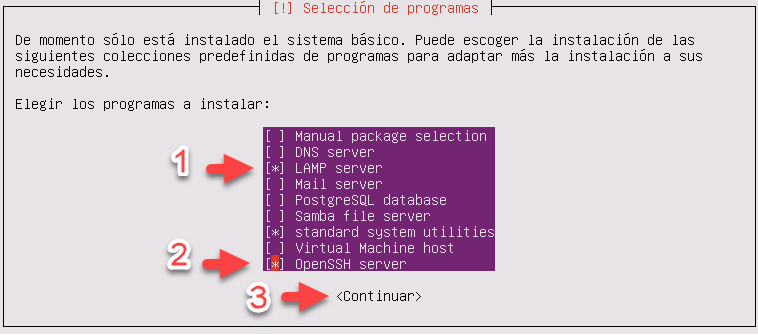 [!] Selección de programas
De momento sólo está instalado el sistema básico. Puede escoger la instalación de las
siguientes colecciones predefinidas de programas para adaptar más la instalación a sus
necesidades.
Elegir los programas a instalar:
[ ] Manual package selection
[ ] DNS server
1 [*] LAMP server
[ ] Mail server
[ ] PostgreSQL database
[ ] Samba file server
[*] standard system utilities
[ ] Virtual Machine host
2 [*] OpenSSH server
3 <Continuar>